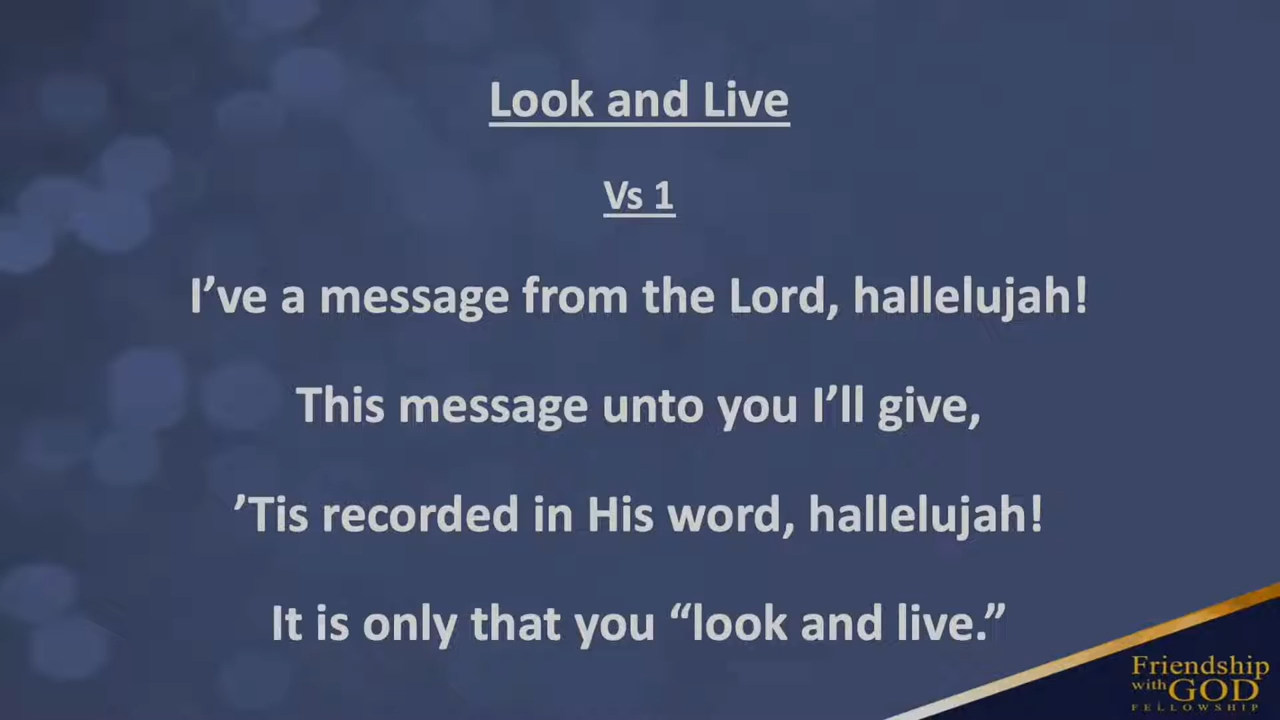 Look and Live
Vs 1
I’ve a message from the Lord, hallelujah!
This message unto you I’ll give,
’Tis recorded in His word, hallelujah!
It is only that you “look and live.”
Friendship
with GOD
FELLOWSHIP